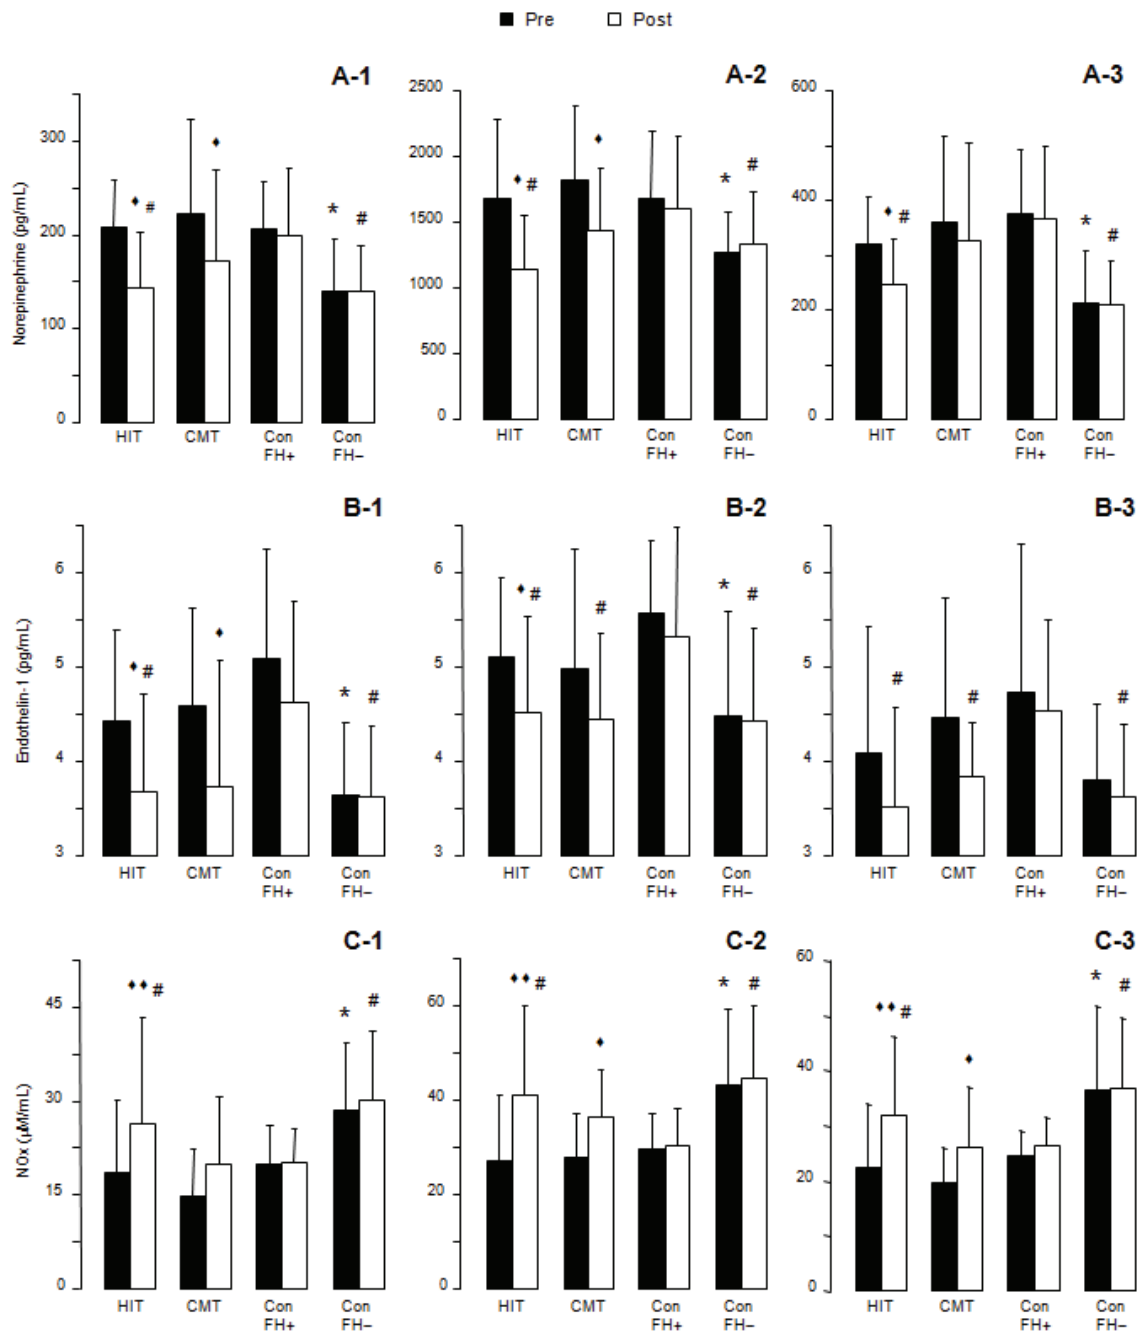 ■ Pre □ Post
A-1 A-2 A-3
Norepinephrine (pg/mL)
300
200
100
0
♦ # ♦ * #
HIT CMT Con FH+ Con FH−
2500
2000
1500
1000
500
0
♦ # ♦ * #
HIT CMT Con FH+ Con FH−
600
400
200
0
♦ # * #
HIT CMT Con FH+ Con FH−
B-1 B-2 B-3
Endothelin-1 (pg/mL)
6
5
4
3
♦ # ♦ * #
HIT CMT Con FH+ Con FH−
6
5
4
3
♦ # # * #
HIT CMT Con FH+ Con FH−
6
5
4
3
# # #
HIT CMT Con FH+ Con FH−
C-1 C-2 C-3
NOx (µM/mL)
45
30
15
0
♦♦ # * #
HIT CMT Con FH+ Con FH−
60
40
20
0
♦♦ # ♦ * #
HIT CMT Con FH+ Con FH−
60
40
20
0
♦♦ # ♦ * #
HIT CMT Con FH+ Con FH−